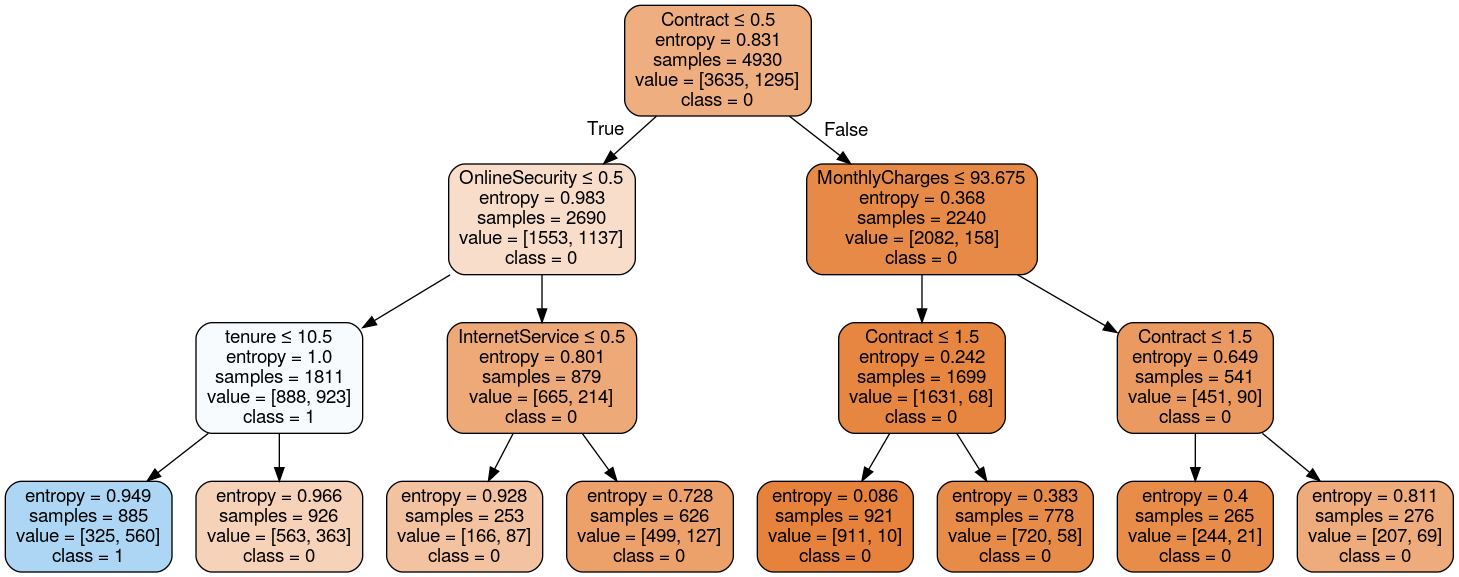 Contract ≤ 0.5
entropy = 0.831
samples = 4930
value = [3635, 1295]
class = 0
True
False
OnlineSecurity ≤ 0.5
entropy = 0.983
samples = 2690
value = [1553, 1137]
class = 0
MonthlyCharges ≤ 93.675
entropy = 0.368
samples = 2240
value = [2082, 158]
class = 0
tenure ≤ 10.5
entropy = 1.0
samples = 1811
value = [888, 923]
class = 1
InternetService ≤ 0.5
entropy = 0.801
samples = 879
value = [665, 214]
class = 0
Contract ≤ 1.5
entropy = 0.242
samples = 1699
value = [1631, 68]
class = 0
Contract ≤ 1.5
entropy = 0.649
samples = 541
value = [451, 90]
class = 0
entropy = 0.949
samples = 885
value = [325, 560]
class = 1
entropy = 0.966
samples = 926
value = [563, 363]
class = 0
entropy = 0.928
samples = 253
value = [166, 87]
class = 0
entropy = 0.728
samples = 626
value = [499, 127]
class = 0
entropy = 0.086
samples = 921
value = [911, 10]
class = 0
entropy = 0.383
samples = 778
value = [720, 58]
class = 0
entropy = 0.4
samples = 265
value = [244, 21]
class = 0
entropy = 0.811
samples = 276
value = [207, 69]
class = 0